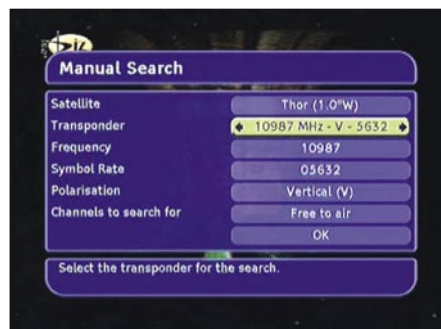 Manual Search
Satellite Thor (1.0°W)
Transponder 10987 MHz - V - 5632
Frequency 10987
Symbol Rate 05632
Polarisation Vertical (V)
Channels to search for Free to air
OK
Select the transponder for the search.